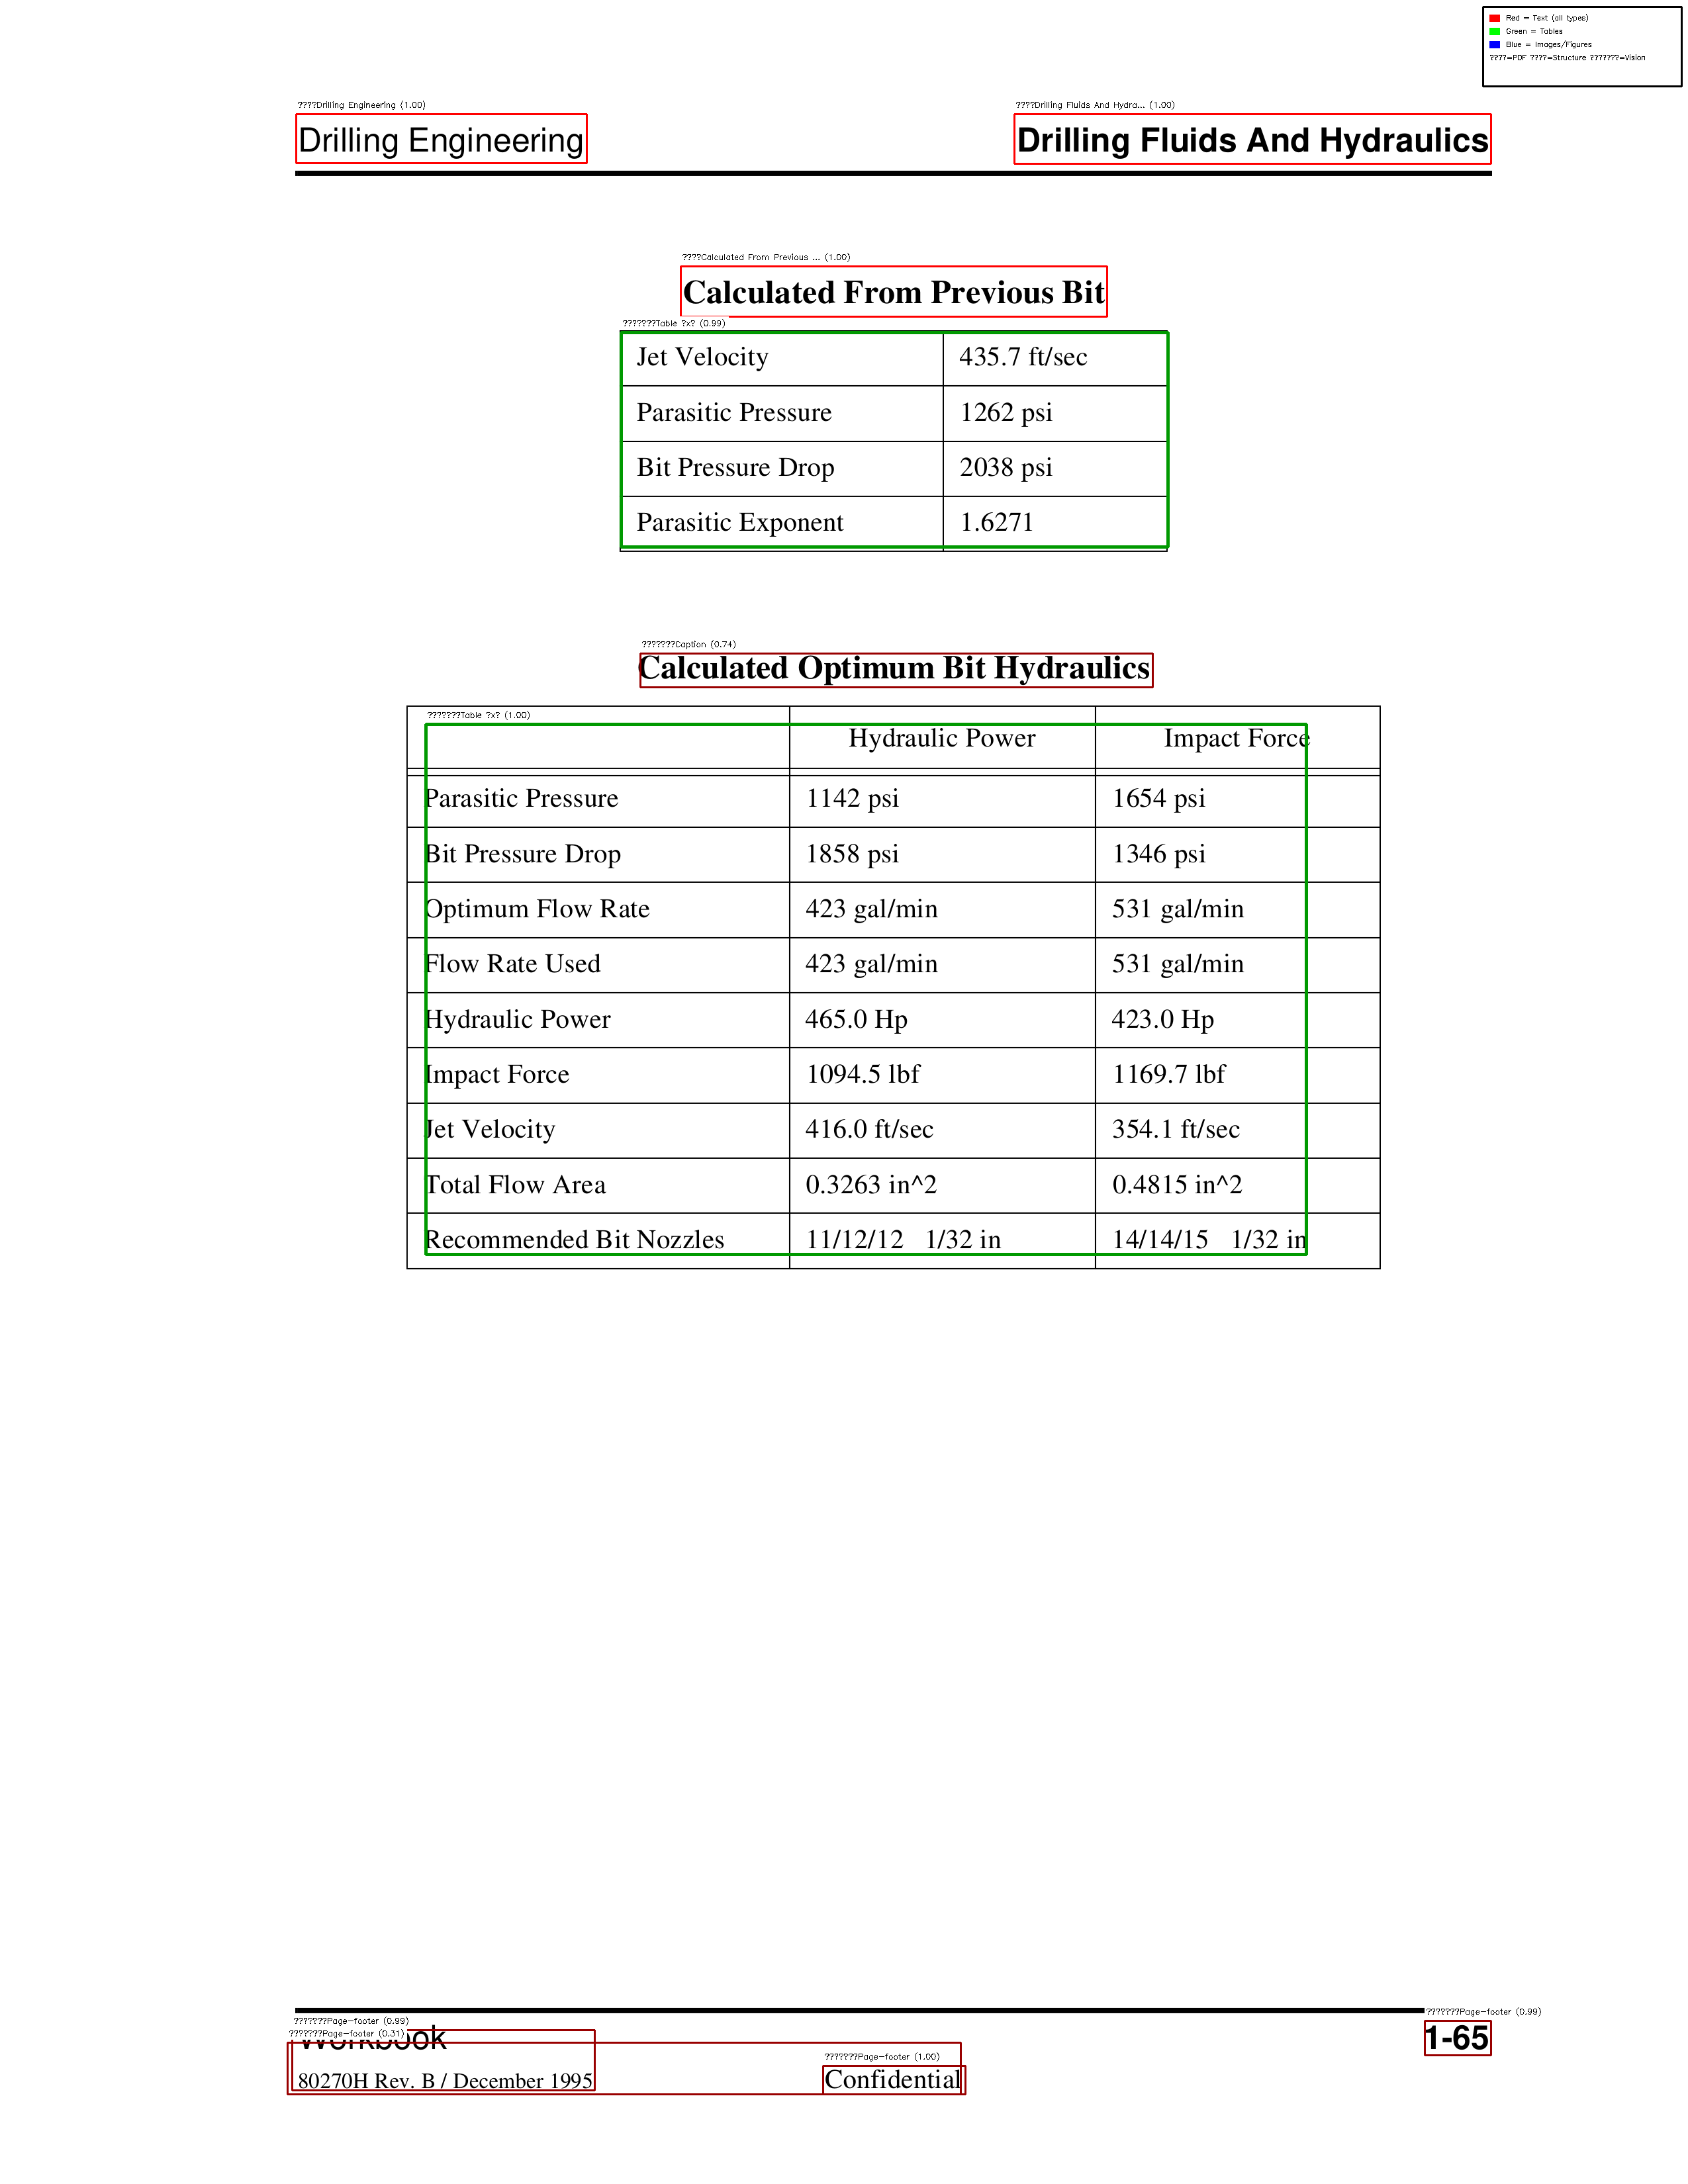 Red = Text (all types)
Green = Tables
Blue = Images/Figures
????=PDF ????=Structure ???????=Vision
????Drilling Engineering (1.00)
????Drilling Fluids And Hydra... (1.00)
Drilling Engineering
Drilling Fluids And Hydraulics
????Calculated From Previous ... (1.00)
Calculated From Previous Bit
???????Table ?x? (0.99)
Jet Velocity 435.7 ft/sec
Parasitic Pressure 1262 psi
Bit Pressure Drop 2038 psi
Parasitic Exponent 1.6271
???????Caption (0.74)
Calculated Optimum Bit Hydraulics
???????Table ?x? (1.00)
Hydraulic Power Impact Force
Parasitic Pressure 1142 psi 1654 psi
Bit Pressure Drop 1858 psi 1346 psi
Optimum Flow Rate 423 gal/min 531 gal/min
Flow Rate Used 423 gal/min 531 gal/min
Hydraulic Power 465.0 Hp 423.0 Hp
Impact Force 1094.5 lbf 1169.7 lbf
Jet Velocity 416.0 ft/sec 354.1 ft/sec
Total Flow Area 0.3263 in^2 0.4815 in^2
Recommended Bit Nozzles 11/12/12 1/32 in 14/14/15 1/32 in
???????Page-footer (0.99)
???????Page-footer (0.99)
???????Page-footer (0.31)
Workbook
1-65
???????Page-footer (1.00)
80270H Rev. B / December 1995
Confidential